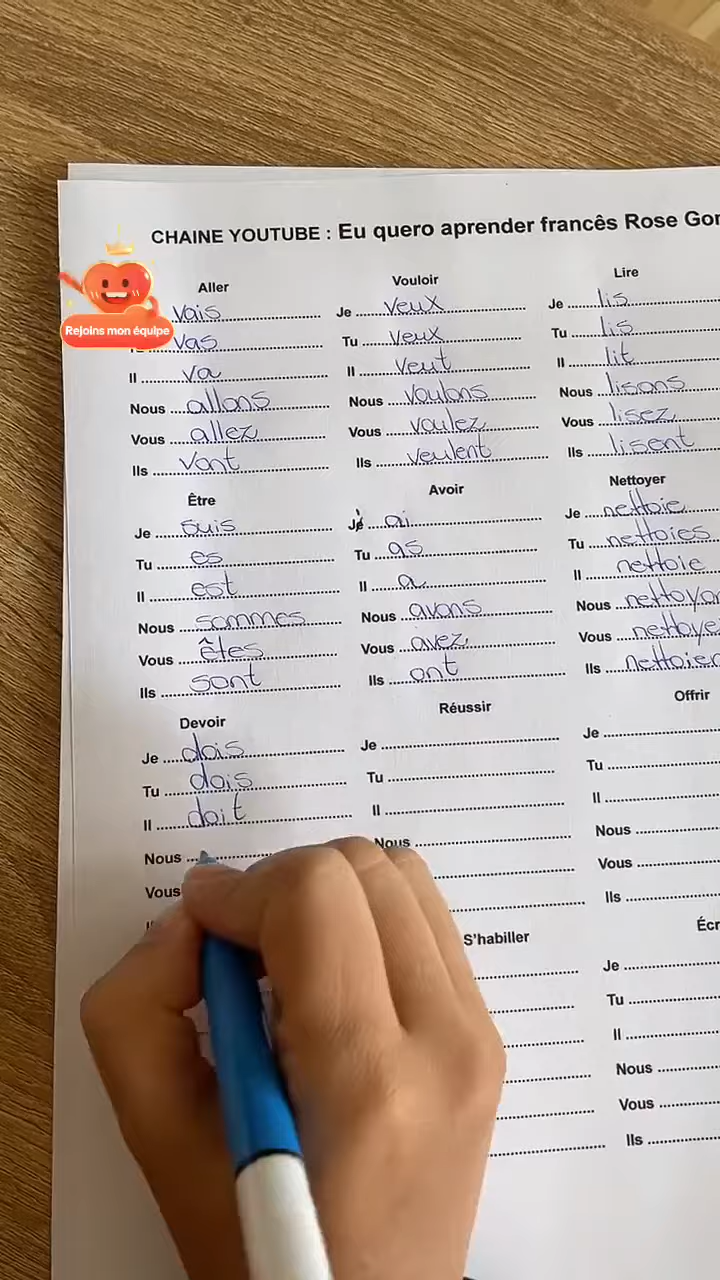 CHAINE YOUTUBE : Eu quero aprender francês Rose
Rejoins mon équipe
Aller
vais
vas
Il va
Nous allons
Vous allez
Ils vont
Vouloir
Je veux
Tu veux
Il veut
Nous voulons
Vous voulez
Ils veulent
Lire
Je lis
Tu lis
Il lit
Nous lisons
Vous lisez
Ils lisent
Être
Je suis
Tu es
Il est
Nous sommes
Vous êtes
Ils sont
Avoir
J' ai
Tu as
Il a
Nous avons
Vous avez
Ils ont
Nettoyer
Je nettoie
Tu nettoies
Il nettoie
Nous
Vous
Ils
Devoir
Je dois
Tu dois
Il doit
Nous
Vous
Réussir
Je
Tu
Il
Nous
Offrir
Je
Tu
Il
Nous
Vous
Ils
S'habiller
Je
Tu
Il
Nous
Vous
Ils